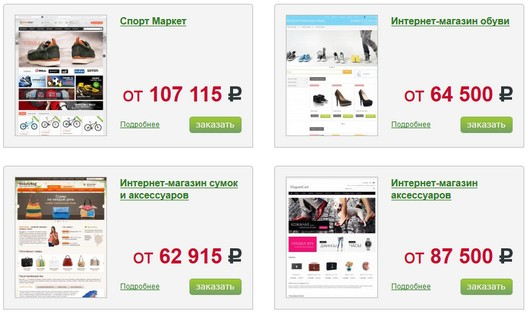 Спорт Маркет
от 107 115 ₽
Подробнее
заказать
Интернет-магазин обуви
от 64 500 ₽
Подробнее
заказать
Интернет-магазин сумок
и аксессуаров
от 62 915 ₽
Подробнее
заказать
Интернет-магазин
аксессуаров
от 87 500 ₽
Подробнее
заказать